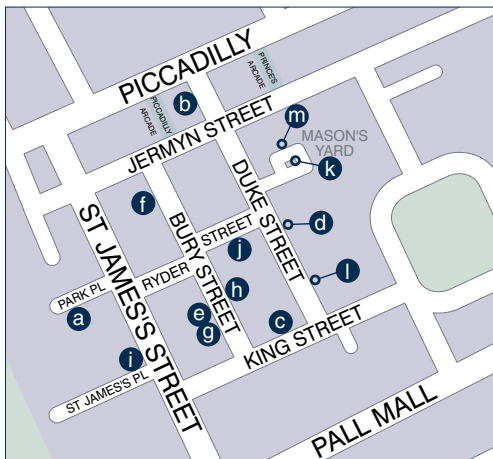 PICCADILLY
PRINCE'S
ARCADE
PICCADILLY
ARCADE
b
JERMYN STREET
m
MASON'S
YARD
k
f
DUKE STREET
ST JAMES'S STREET
BURY STREET
RYDER STREET
d
j
PARK PL
a
h
l
e
g
c
i
KING STREET
ST JAMES'S PL
PALL MALL